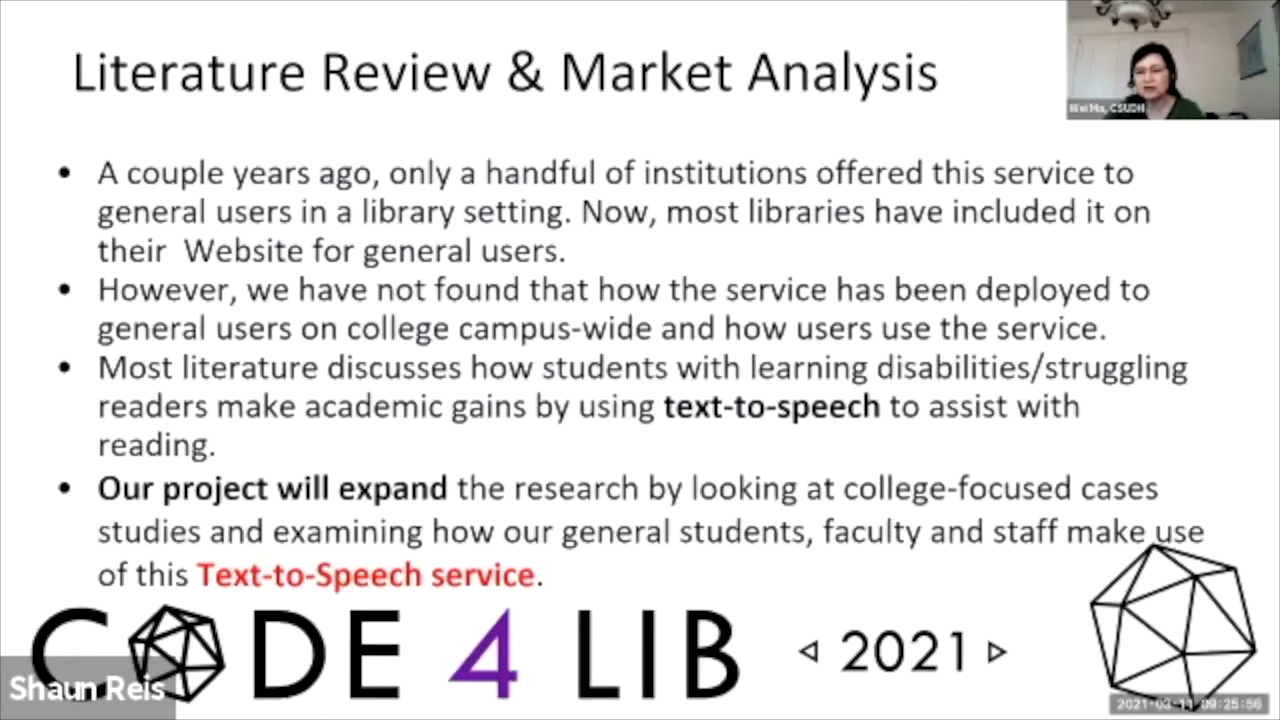 Literature Review & Market Analysis
Wei Ma, CSUDH
• A couple years ago, only a handful of institutions offered this service to
general users in a library setting. Now, most libraries have included it on
their  Website for general users.
• However, we have not found that how the service has been deployed to
general users on college campus-wide and how users use the service.
• Most literature discusses how students with learning disabilities/struggling
readers make academic gains by using text-to-speech to assist with
reading.
• Our project will expand the research by looking at college-focused cases
studies and examining how our general students, faculty and staff make use
of this Text-to-Speech service.
CODE 4 LIB 2021
Shaun Reis
2021-03-11 09:25:56